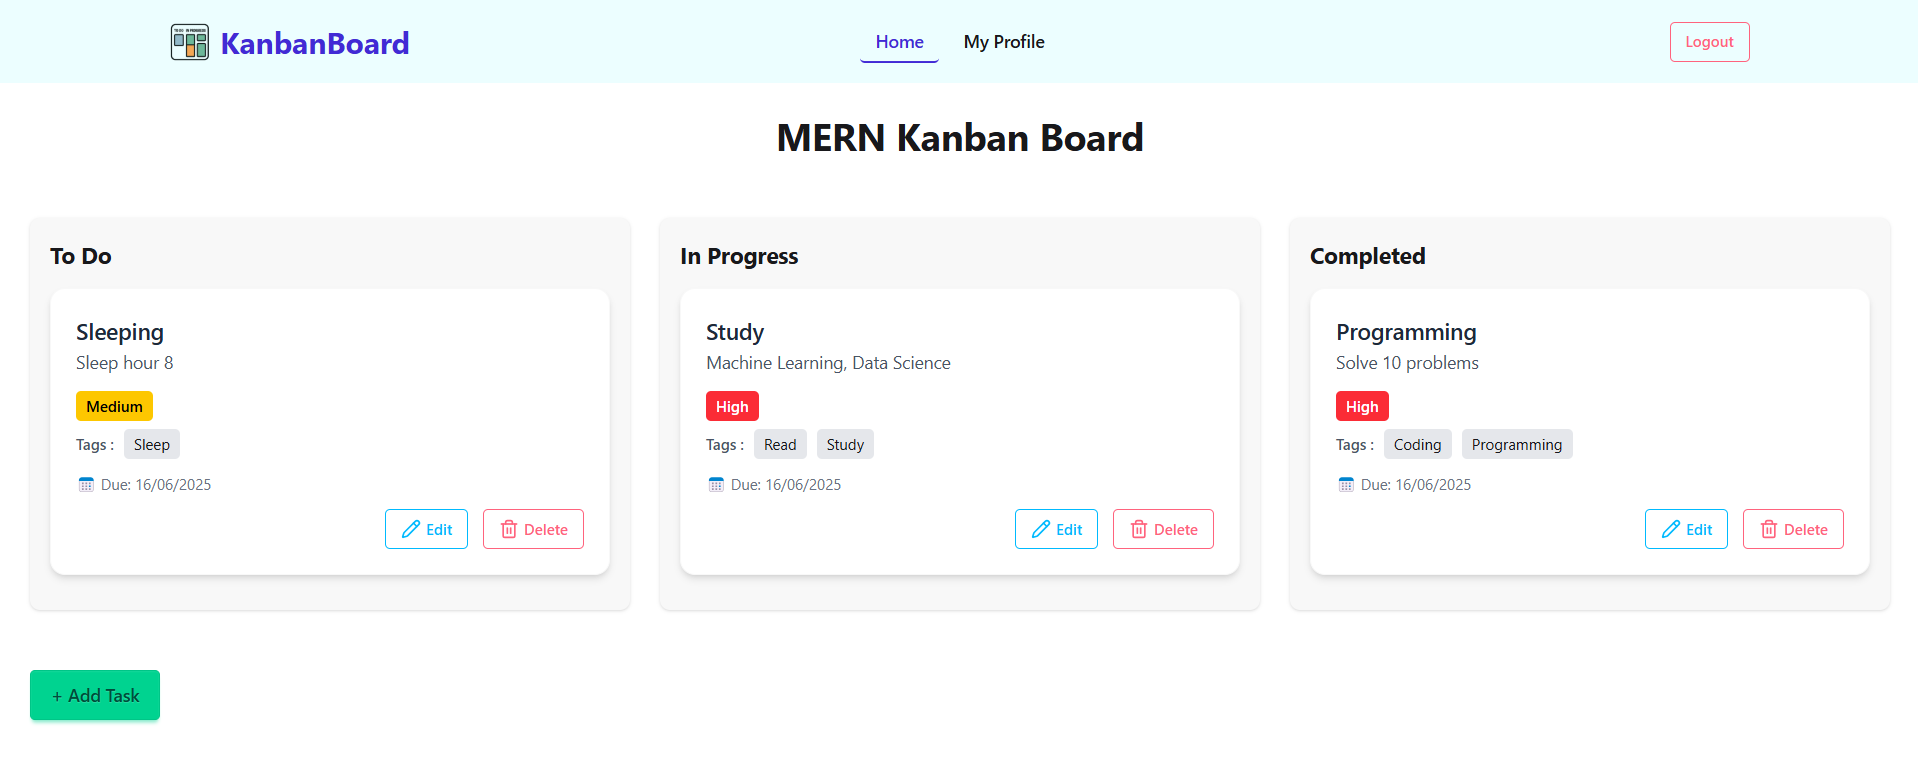 KanbanBoard
Home
My Profile
Logout
MERN Kanban Board
To Do
Sleeping
Sleep hour 8
Medium
Tags : Sleep
Due: 16/06/2025
Edit Delete
In Progress
Study
Machine Learning, Data Science
High
Tags : Read Study
Due: 16/06/2025
Edit Delete
Completed
Programming
Solve 10 problems
High
Tags : Coding Programming
Due: 16/06/2025
Edit Delete
+ Add Task